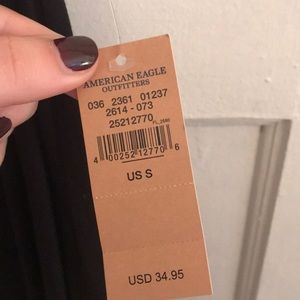 AMERICAN EAGLE
OUTFITTERS
036 2361 01237
2614 - 073
25212770
4 00252 12770 6
US S
USD 34.95